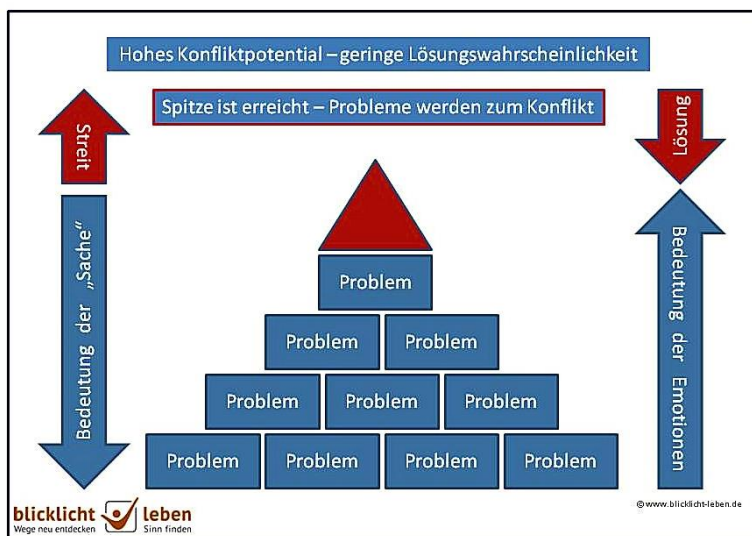 Hohes Konfliktpotential – geringe Lösungswahrscheinlichkeit
Spitze ist erreicht – Probleme werden zum Konflikt
Streit
Lösung
Bedeutung der „Sache“
Bedeutung der Emotionen
Problem
Problem Problem
Problem Problem Problem
Problem Problem Problem Problem
blicklicht leben
Wege neu entdecken Sinn finden
©www.blicklicht-leben.de